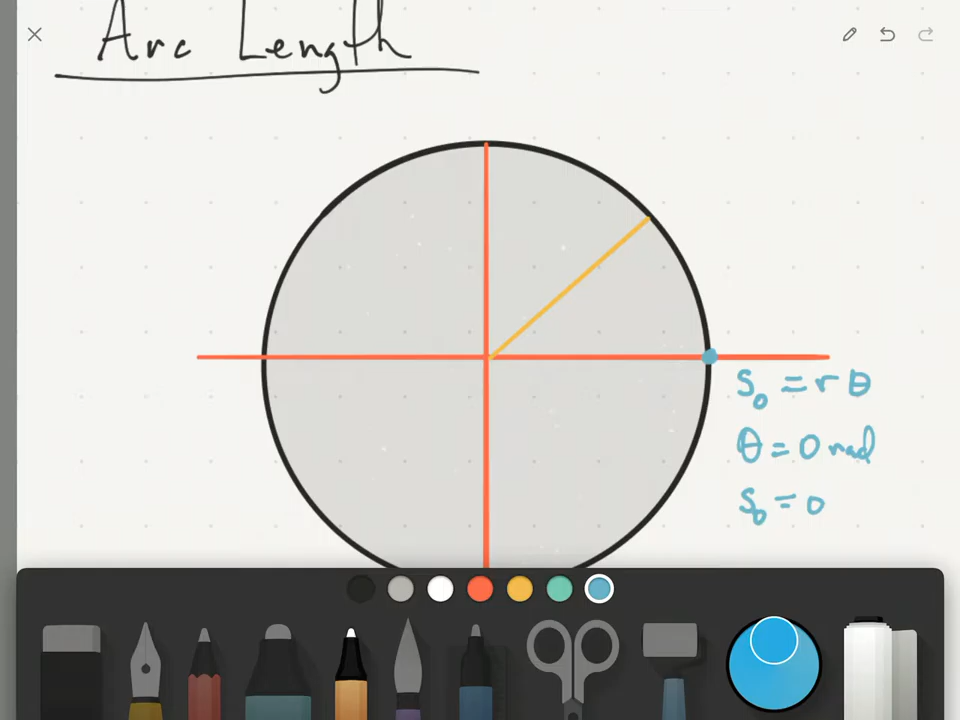 Arc Length
S₀ = r θ
θ = 0 rad
S₀ = 0